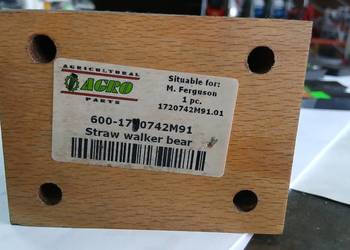 AGRICULTURAL
AGRO
PARTS
Situable for:
M. Ferguson
1 pc.
1720742M91.01
600-1720742M91
Straw walker bear